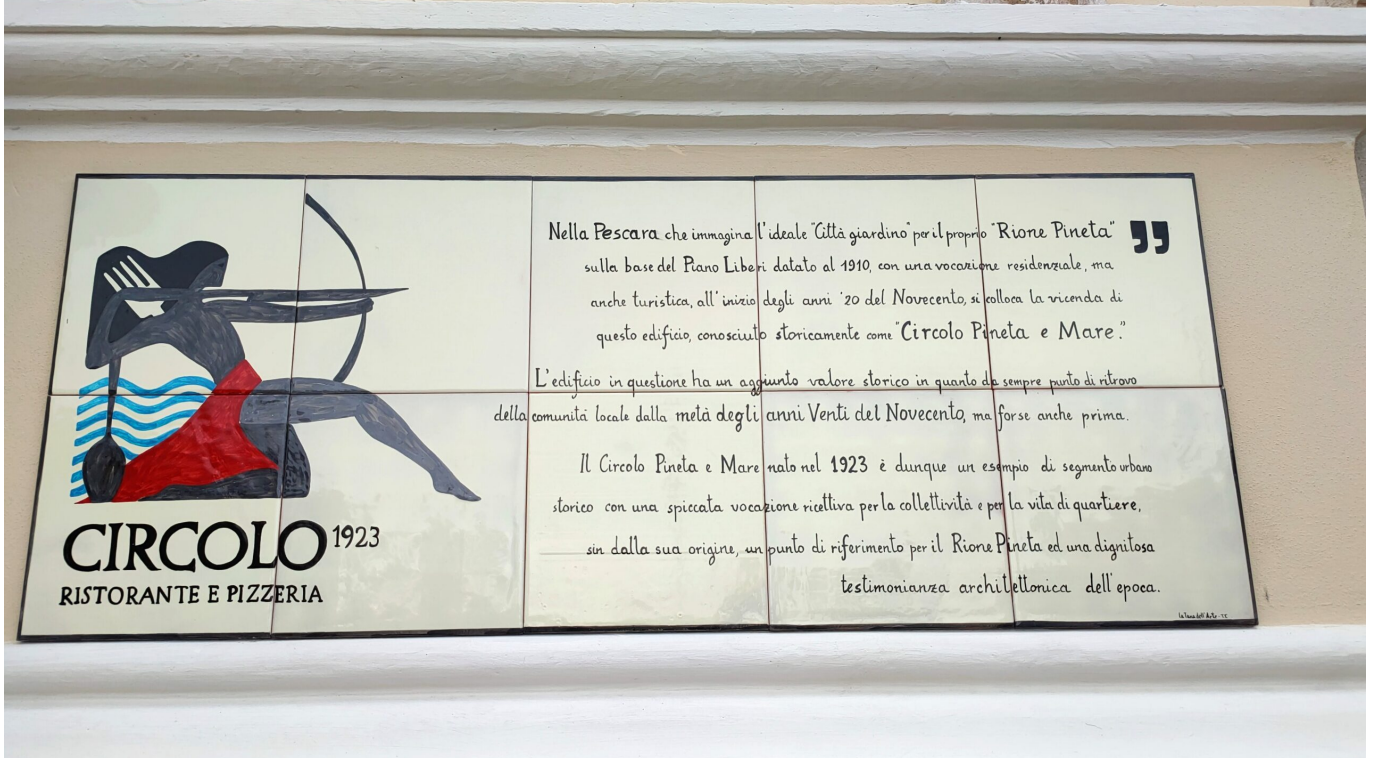 CIRCOLO 1923
RISTORANTE E PIZZERIA
Nella Pescara che immagina l'ideale "Città giardino" per il proprio "Rione Pineta" ”
sulla base del Piano Liberi datato al 1910, con una vocazione residenziale, ma
anche turistica, all'inizio degli anni '20 del Novecento, si colloca la vicenda di
questo edificio, conosciuto storicamente come "Circolo Pineta e Mare."
L'edificio in questione ha un aggiunto valore storico in quanto da sempre punto di ritrovo
della comunità locale dalla metà degli anni Venti del Novecento, ma forse anche prima.
Il Circolo Pineta e Mare nato nel 1923 è dunque un esempio di segmento urbano
storico con una spiccata vocazione ricettiva per la collettività e per la vita di quartiere,
sin dalla sua origine, un punto di riferimento per il Rione Pineta ed una dignitosa
testimonianza architettonica dell'epoca.